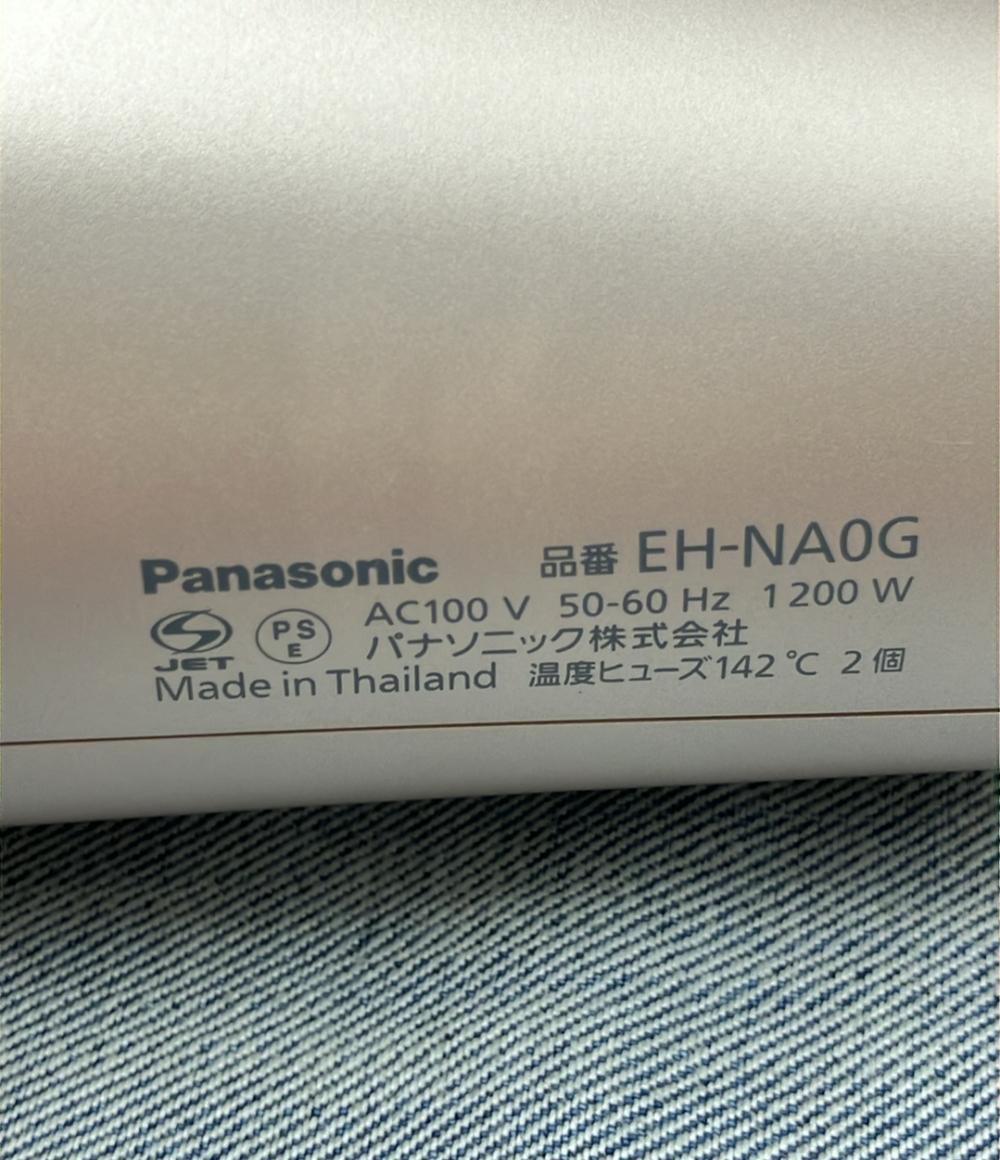 Panasonic 品番 EH-NA0G
AC100 V 50-60 Hz 1200 W
JET PSE パナソニック株式会社
Made in Thailand 温度ヒューズ142 ℃ 2 個